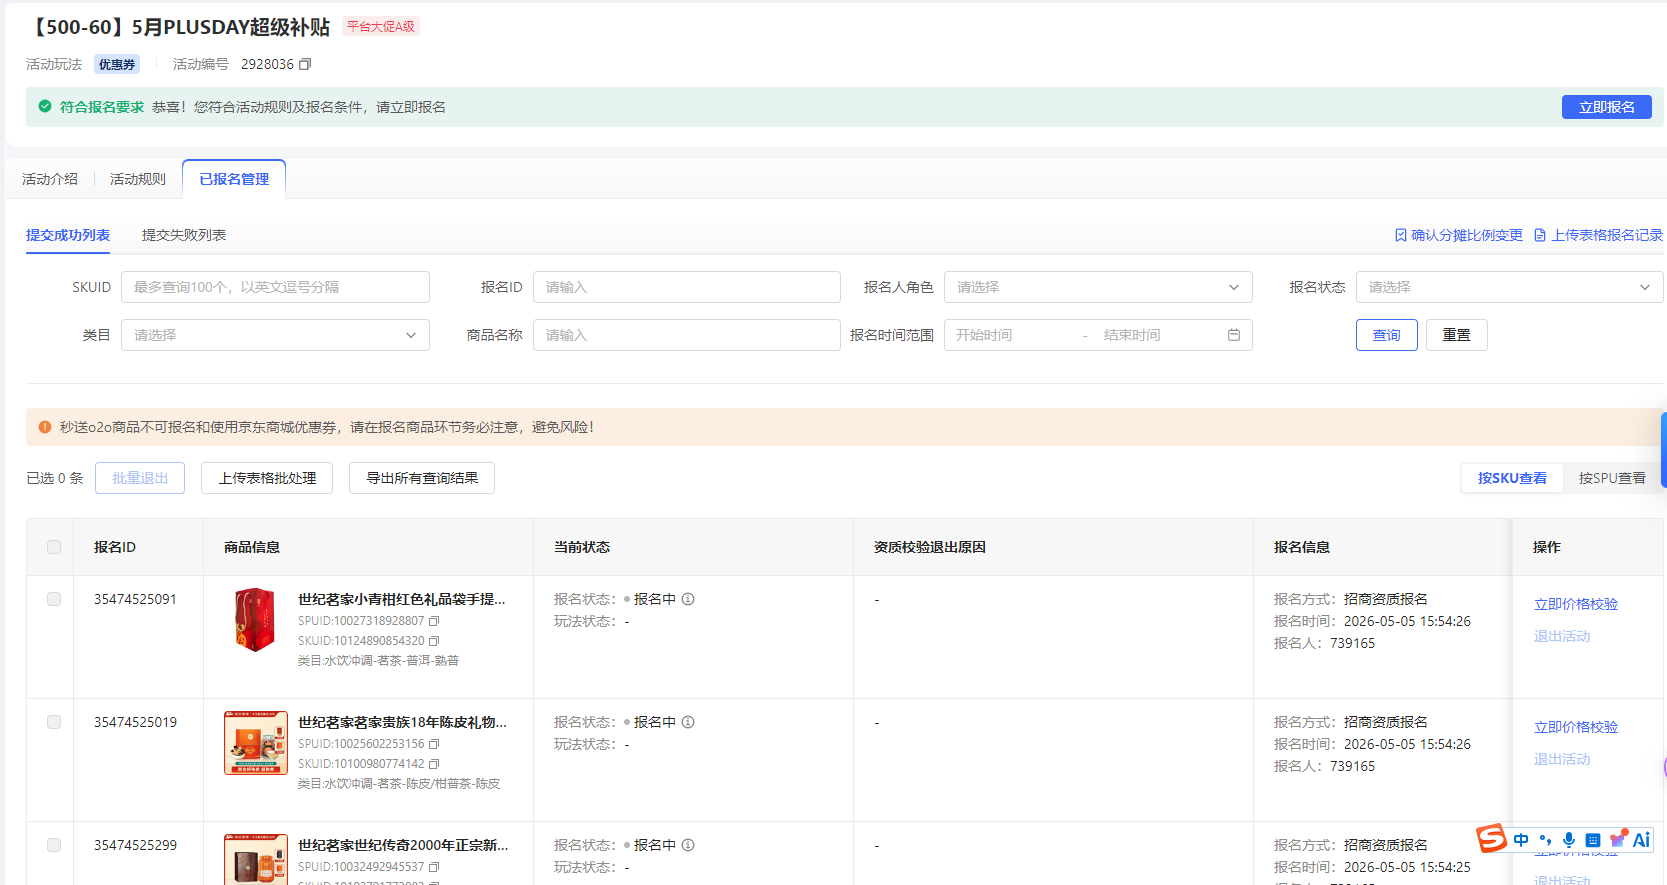 【500-60】5月PLUSDAY超级补贴 平台大促A级
活动玩法 优惠券 活动编号 2928036
符合报名要求 恭喜！您符合活动规则及报名条件，请立即报名 立即报名
活动介绍 活动规则 已报名管理
提交成功列表 提交失败列表 确认分摊比例变更 上传表格报名记录
SKUID 最多查询100个，以英文逗号分隔 报名ID 请输入 报名人角色 请选择 报名状态 请选择
类目 请选择 商品名称 请输入 报名时间范围 开始时间 - 结束时间 查询 重置
秒送o2o商品不可报名和使用京东商城优惠券，请在报名商品环节务必注意，避免风险！
已选 0 条 批量退出 上传表格批处理 导出所有查询结果 按SKU查看 按SPU查看
报名ID 商品信息 当前状态 资质校验退出原因 报名信息 操作
35474525091 世纪茗家小青柑红色礼品袋手提... 报名状态： 报名中 - 报名方式：招商资质报名 立即价格校验
SPUID:10027318928807 玩法状态：- 报名时间：2026-05-05 15:54:26 退出活动
SKUID:10124890854320 报名人：739165
类目:水饮冲调-茗茶-普洱-熟普
35474525019 世纪茗家茗家贵族18年陈皮礼物... 报名状态： 报名中 - 报名方式：招商资质报名 立即价格校验
SPUID:10025602253156 玩法状态：- 报名时间：2026-05-05 15:54:26 退出活动
SKUID:10100980774142 报名人：739165
类目:水饮冲调-茗茶-陈皮/柑普茶-陈皮
35474525299 世纪茗家世纪传奇2000年正宗新... 报名状态： 报名中 - 报名方式：招商资质报名 中 Ai
SPUID:10032492945537 玩法状态：- 报名时间：2026-05-05 15:54:25 退出活动